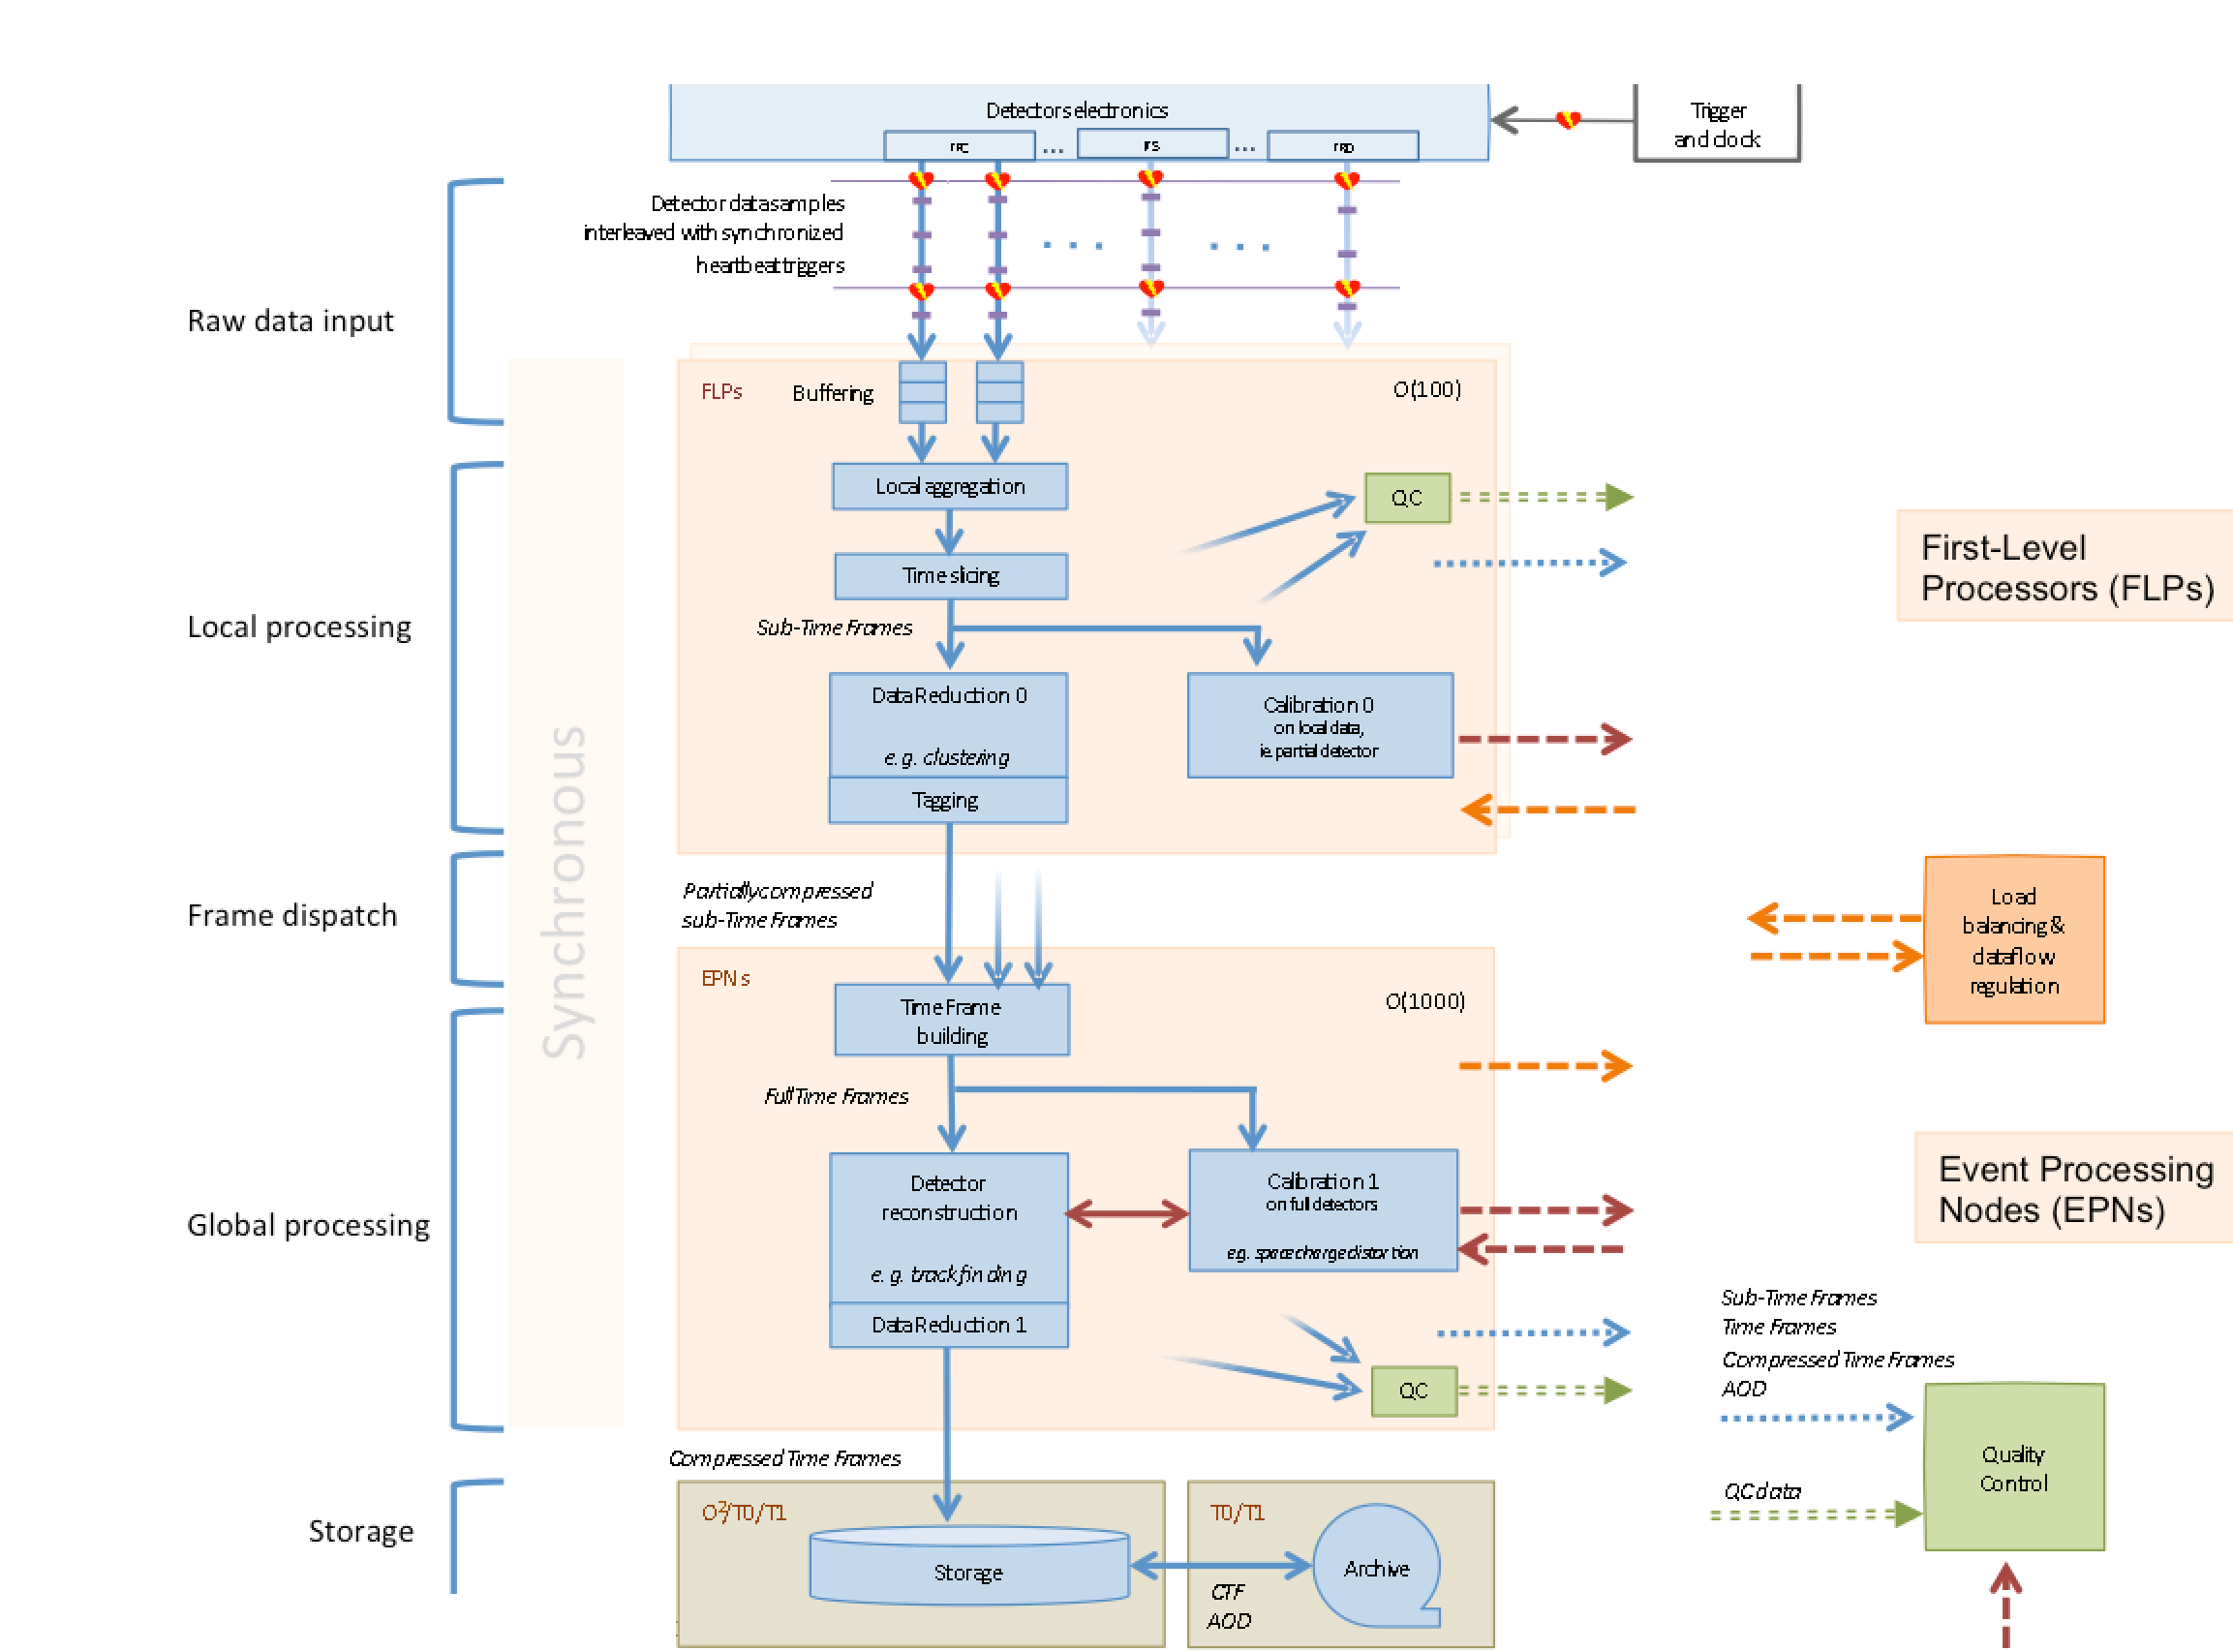 Detectors electronics
Trigger
and clock
TPC
...
ITS
...
TRD
Detector data samples
interleaved with synchronized
heartbeat triggers
Raw data input
FLPs
Buffering
O(100)
Local aggregation
QC
Time slicing
First-Level
Processors (FLPs)
Local processing
Sub-Time Frames
Data Reduction 0
e.g. clustering
Tagging
Calibration 0
on local data,
ie. partial detector
Synchronous
Frame dispatch
Partially compressed
sub-Time Frames
Load
balancing &
dataflow
regulation
EPNs
O(1000)
Time Frame
building
Full Time Frames
Global processing
Detector
reconstruction
e.g. track finding
Data Reduction 1
Calibration 1
on full detectors
e.g. space charge distortion
Event Processing
Nodes (EPNs)
QC
Sub-Time Frames
Time Frames
Compressed Time Frames
AOD
Quality
Control
QC data
Compressed Time Frames
Storage
O²/T0/T1
Storage
T0/T1
Archive
CTF
AOD